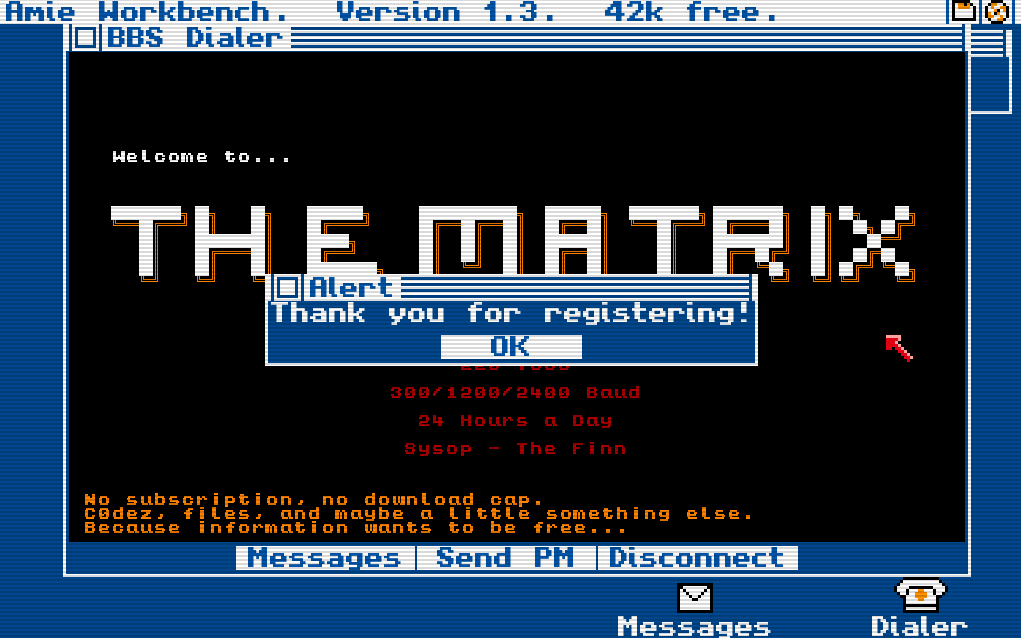 Amie Workbench. Version 1.3. 42k free.
BBS Dialer
Welcome to...
THE MATRIX
Alert
Thank you for registering!
OK
300/1200/2400 Baud
24 Hours a Day
Sysop - The Finn
No subscription, no download cap.
C0dez, files, and maybe a little something else.
Because information wants to be free...
Messages Send PM Disconnect
Messages Dialer